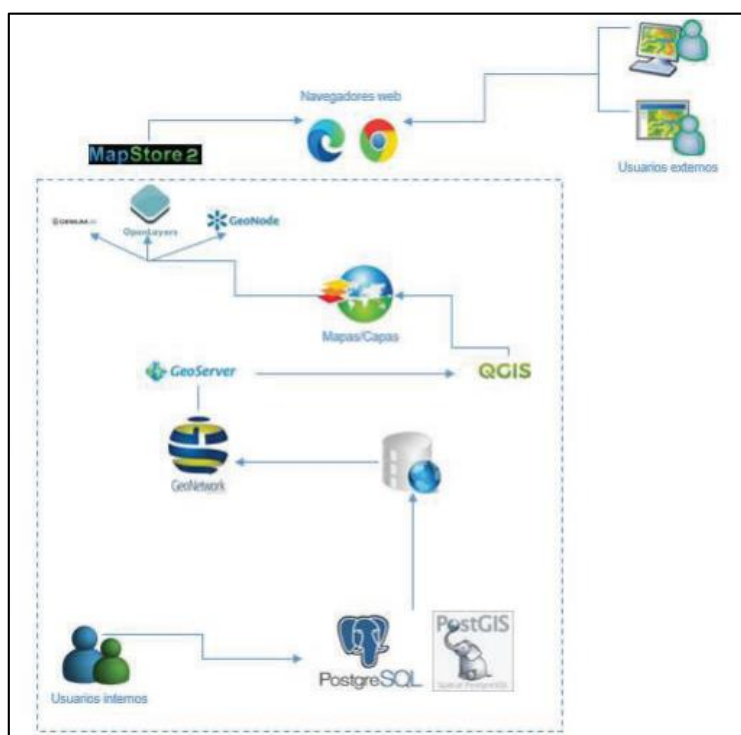 Navegadores web
MapStore 2
Usuarios externos
OpenLayers
GeoNode
Mapas/Capas
GeoServer
QGIS
GeoNetwork
PostgreSQL
PostGIS
Usuarios internos